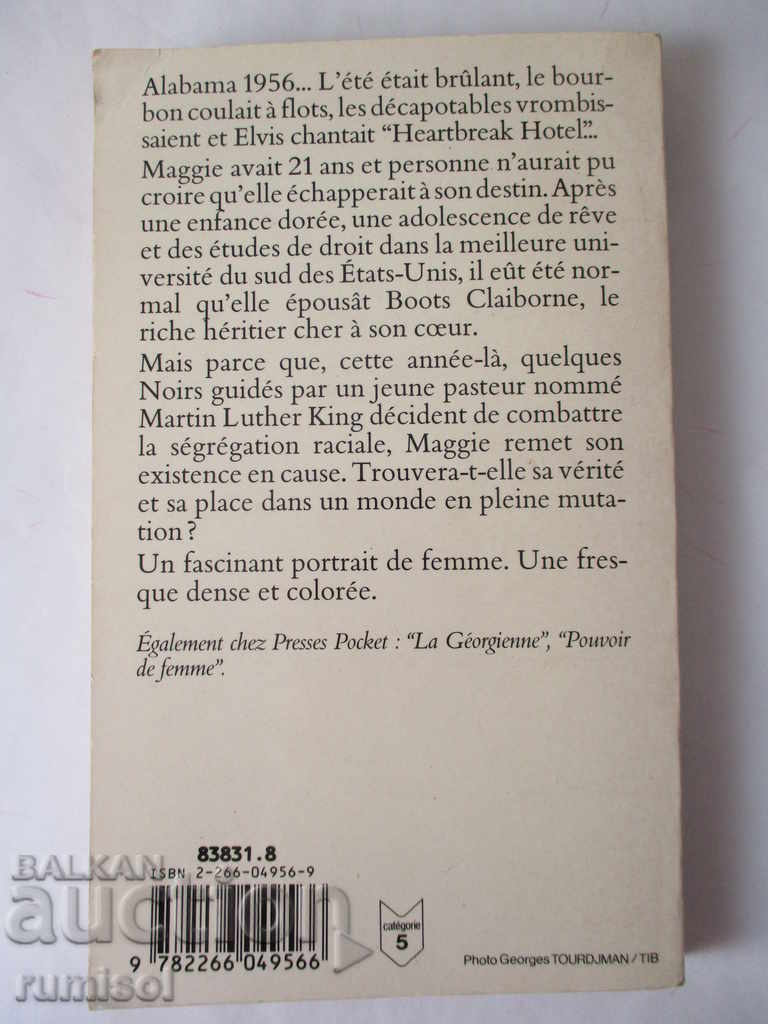 Alabama 1956... L'été était brûlant, le bour-
bon coulait à flots, les décapotables vrombis-
saient et Elvis chantait “Heartbreak Hotel”...
Maggie avait 21 ans et personne n'aurait pu
croire qu'elle échapperait à son destin. Après
une enfance dorée, une adolescence de rêve
et des études de droit dans la meilleure uni-
versité du sud des États-Unis, il eût été nor-
mal qu'elle épousât Boots Claiborne, le
riche héritier cher à son cœur.
Mais parce que, cette année-là, quelques
Noirs guidés par un jeune pasteur nommé
Martin Luther King décident de combattre
la ségrégation raciale, Maggie remet son
existence en cause. Trouvera-t-elle sa vérité
et sa place dans un monde en pleine muta-
tion ?
Un fascinant portrait de femme. Une fres-
que dense et colorée.
Également chez Presses Pocket : “La Géorgienne”, “Pouvoir
de femme”.
83831.8
ISBN 2-266-04956-9
9 782266 049566
catégorie
5
Photo Georges TOURDJMAN / TIB
BALKAN
auction
rumisol